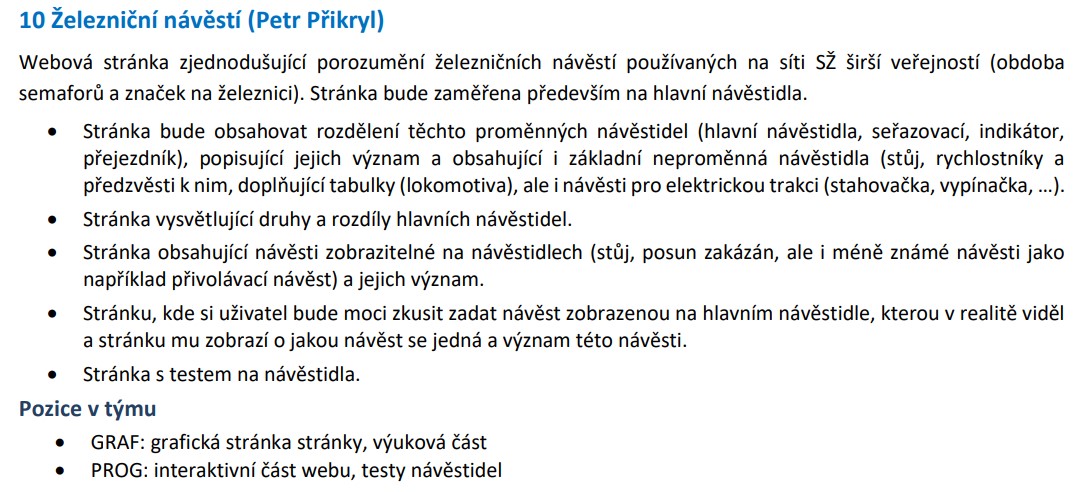 10 Železniční návěstí (Petr Přikryl)
Webová stránka zjednodušující porozumění železničních návěstí používaných na síti SŽ širší veřejností (obdoba
semaforů a značek na železnici). Stránka bude zaměřena především na hlavní návěstidla.
• Stránka bude obsahovat rozdělení těchto proměnných návěstidel (hlavní návěstidla, seřazovací, indikátor,
přejezdník), popisující jejich význam a obsahující i základní neproměnná návěstidla (stůj, rychlostníky a
předzvěsti k nim, doplňující tabulky (lokomotiva), ale i návěsti pro elektrickou trakci (stahovačka, vypínačka, …).
• Stránka vysvětlující druhy a rozdíly hlavních návěstidel.
• Stránka obsahující návěsti zobrazitelné na návěstidlech (stůj, posun zakázán, ale i méně známé návěsti jako
například přivolávací návěst) a jejich význam.
• Stránku, kde si uživatel bude moci zkusit zadat návěst zobrazenou na hlavním návěstidle, kterou v realitě viděl
a stránku mu zobrazí o jakou návěst se jedná a význam této návěsti.
• Stránka s testem na návěstidla.
Pozice v týmu
• GRAF: grafická stránka stránky, výuková část
• PROG: interaktivní část webu, testy návěstidel